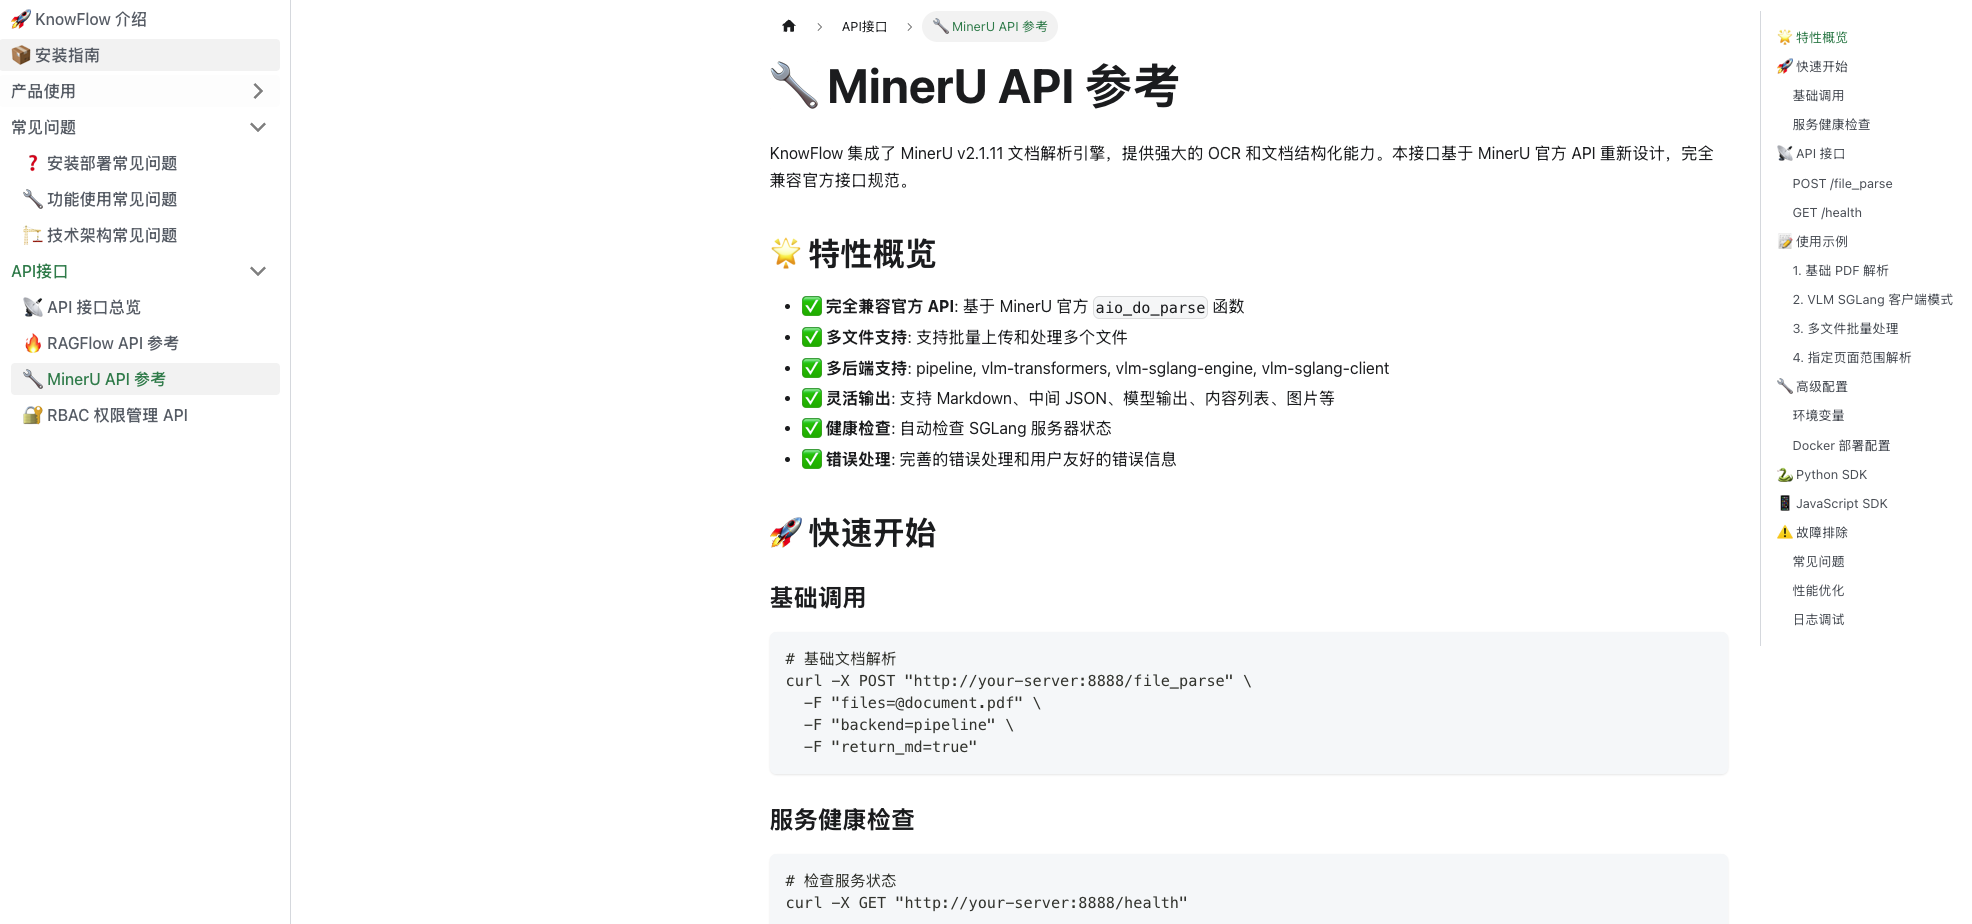 🚀 KnowFlow 介绍
📦 安装指南
产品使用
常见问题
❓ 安装部署常见问题
🔧 功能使用常见问题
🏗️ 技术架构常见问题
API接口
📡 API 接口总览
🔥 RAGFlow API 参考
🔧 MinerU API 参考
🔐 RBAC 权限管理 API
API接口 🔧 MinerU API 参考
🔧 MinerU API 参考
KnowFlow 集成了 MinerU v2.1.11 文档解析引擎，提供强大的 OCR 和文档结构化能力。本接口基于 MinerU 官方 API 重新设计，完全
兼容官方接口规范。
🌟 特性概览
• ✅ 完全兼容官方 API: 基于 MinerU 官方 aio_do_parse 函数
• ✅ 多文件支持: 支持批量上传和处理多个文件
• ✅ 多后端支持: pipeline, vlm-transformers, vlm-sglang-engine, vlm-sglang-client
• ✅ 灵活输出: 支持 Markdown、中间 JSON、模型输出、内容列表、图片等
• ✅ 健康检查: 自动检查 SGLang 服务器状态
• ✅ 错误处理: 完善的错误处理和用户友好的错误信息
🚀 快速开始
基础调用
# 基础文档解析
curl -X POST "http://your-server:8888/file_parse" \
  -F "files=@document.pdf" \
  -F "backend=pipeline" \
  -F "return_md=true"
服务健康检查
# 检查服务状态
curl -X GET "http://your-server:8888/health"
🌟 特性概览
🚀 快速开始
基础调用
服务健康检查
📡 API 接口
POST /file_parse
GET /health
📝 使用示例
1. 基础 PDF 解析
2. VLM SGLang 客户端模式
3. 多文件批量处理
4. 指定页面范围解析
🔧 高级配置
环境变量
Docker 部署配置
🐍 Python SDK
📱 JavaScript SDK
⚠️ 故障排除
常见问题
性能优化
日志调试